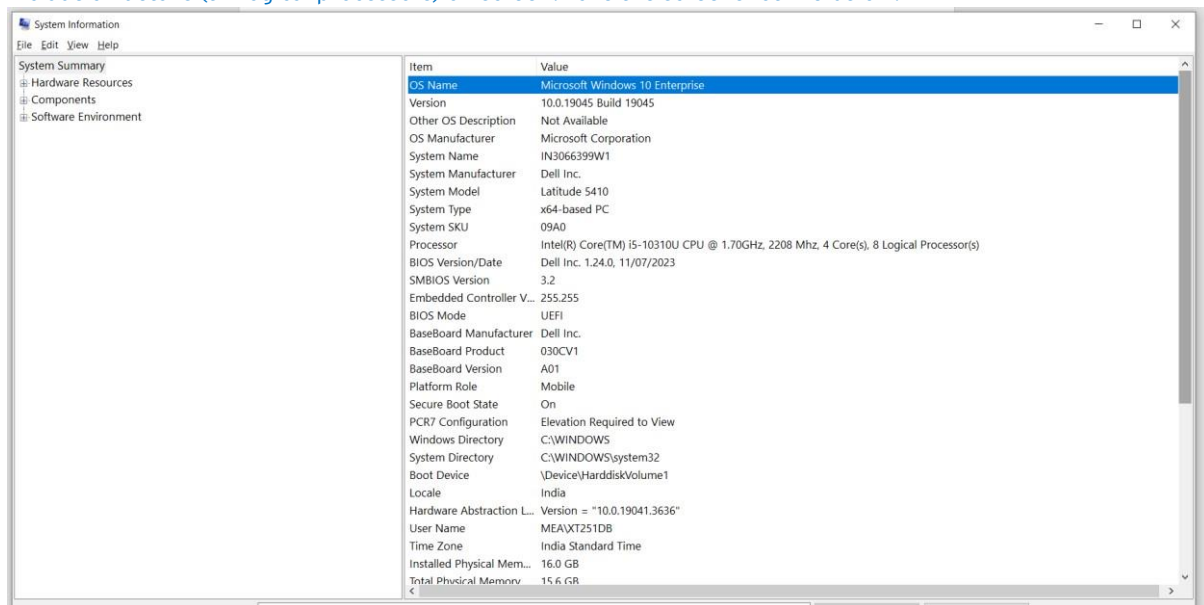 System Information
File Edit View Help
System Summary
Hardware Resources
Components
Software Environment
Item Value
OS Name Microsoft Windows 10 Enterprise
Version 10.0.19045 Build 19045
Other OS Description Not Available
OS Manufacturer Microsoft Corporation
System Name IN3066399W1
System Manufacturer Dell Inc.
System Model Latitude 5410
System Type x64-based PC
System SKU 09A0
Processor Intel(R) Core(TM) i5-10310U CPU @ 1.70GHz, 2208 Mhz, 4 Core(s), 8 Logical Processor(s)
BIOS Version/Date Dell Inc. 1.24.0, 11/07/2023
SMBIOS Version 3.2
Embedded Controller V... 255.255
BIOS Mode UEFI
BaseBoard Manufacturer Dell Inc.
BaseBoard Product 030CV1
BaseBoard Version A01
Platform Role Mobile
Secure Boot State On
PCR7 Configuration Elevation Required to View
Windows Directory C:\WINDOWS
System Directory C:\WINDOWS\system32
Boot Device \Device\HarddiskVolume1
Locale India
Hardware Abstraction L... Version = "10.0.19041.3636"
User Name MEA\XT251DB
Time Zone India Standard Time
Installed Physical Mem... 16.0 GB
Total Physical Memory 15.6 GB